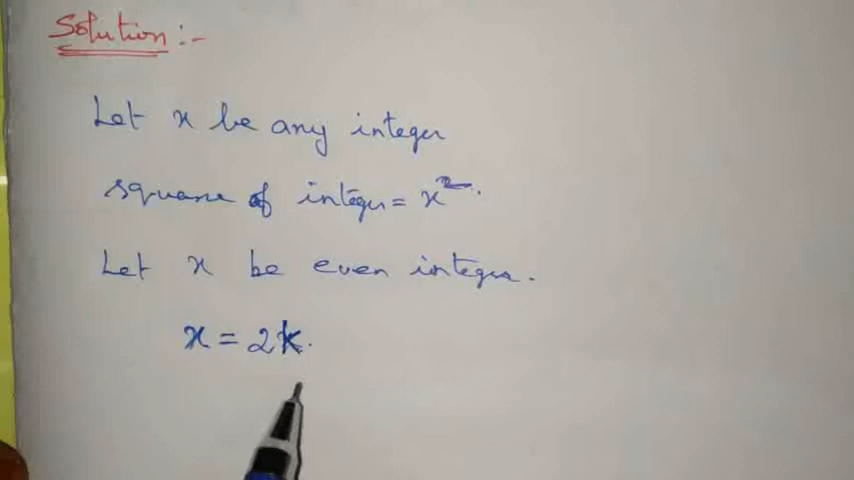 Solution :-
Let x be any integer
square of integer = x².
Let x be even integer.
x = 2k.